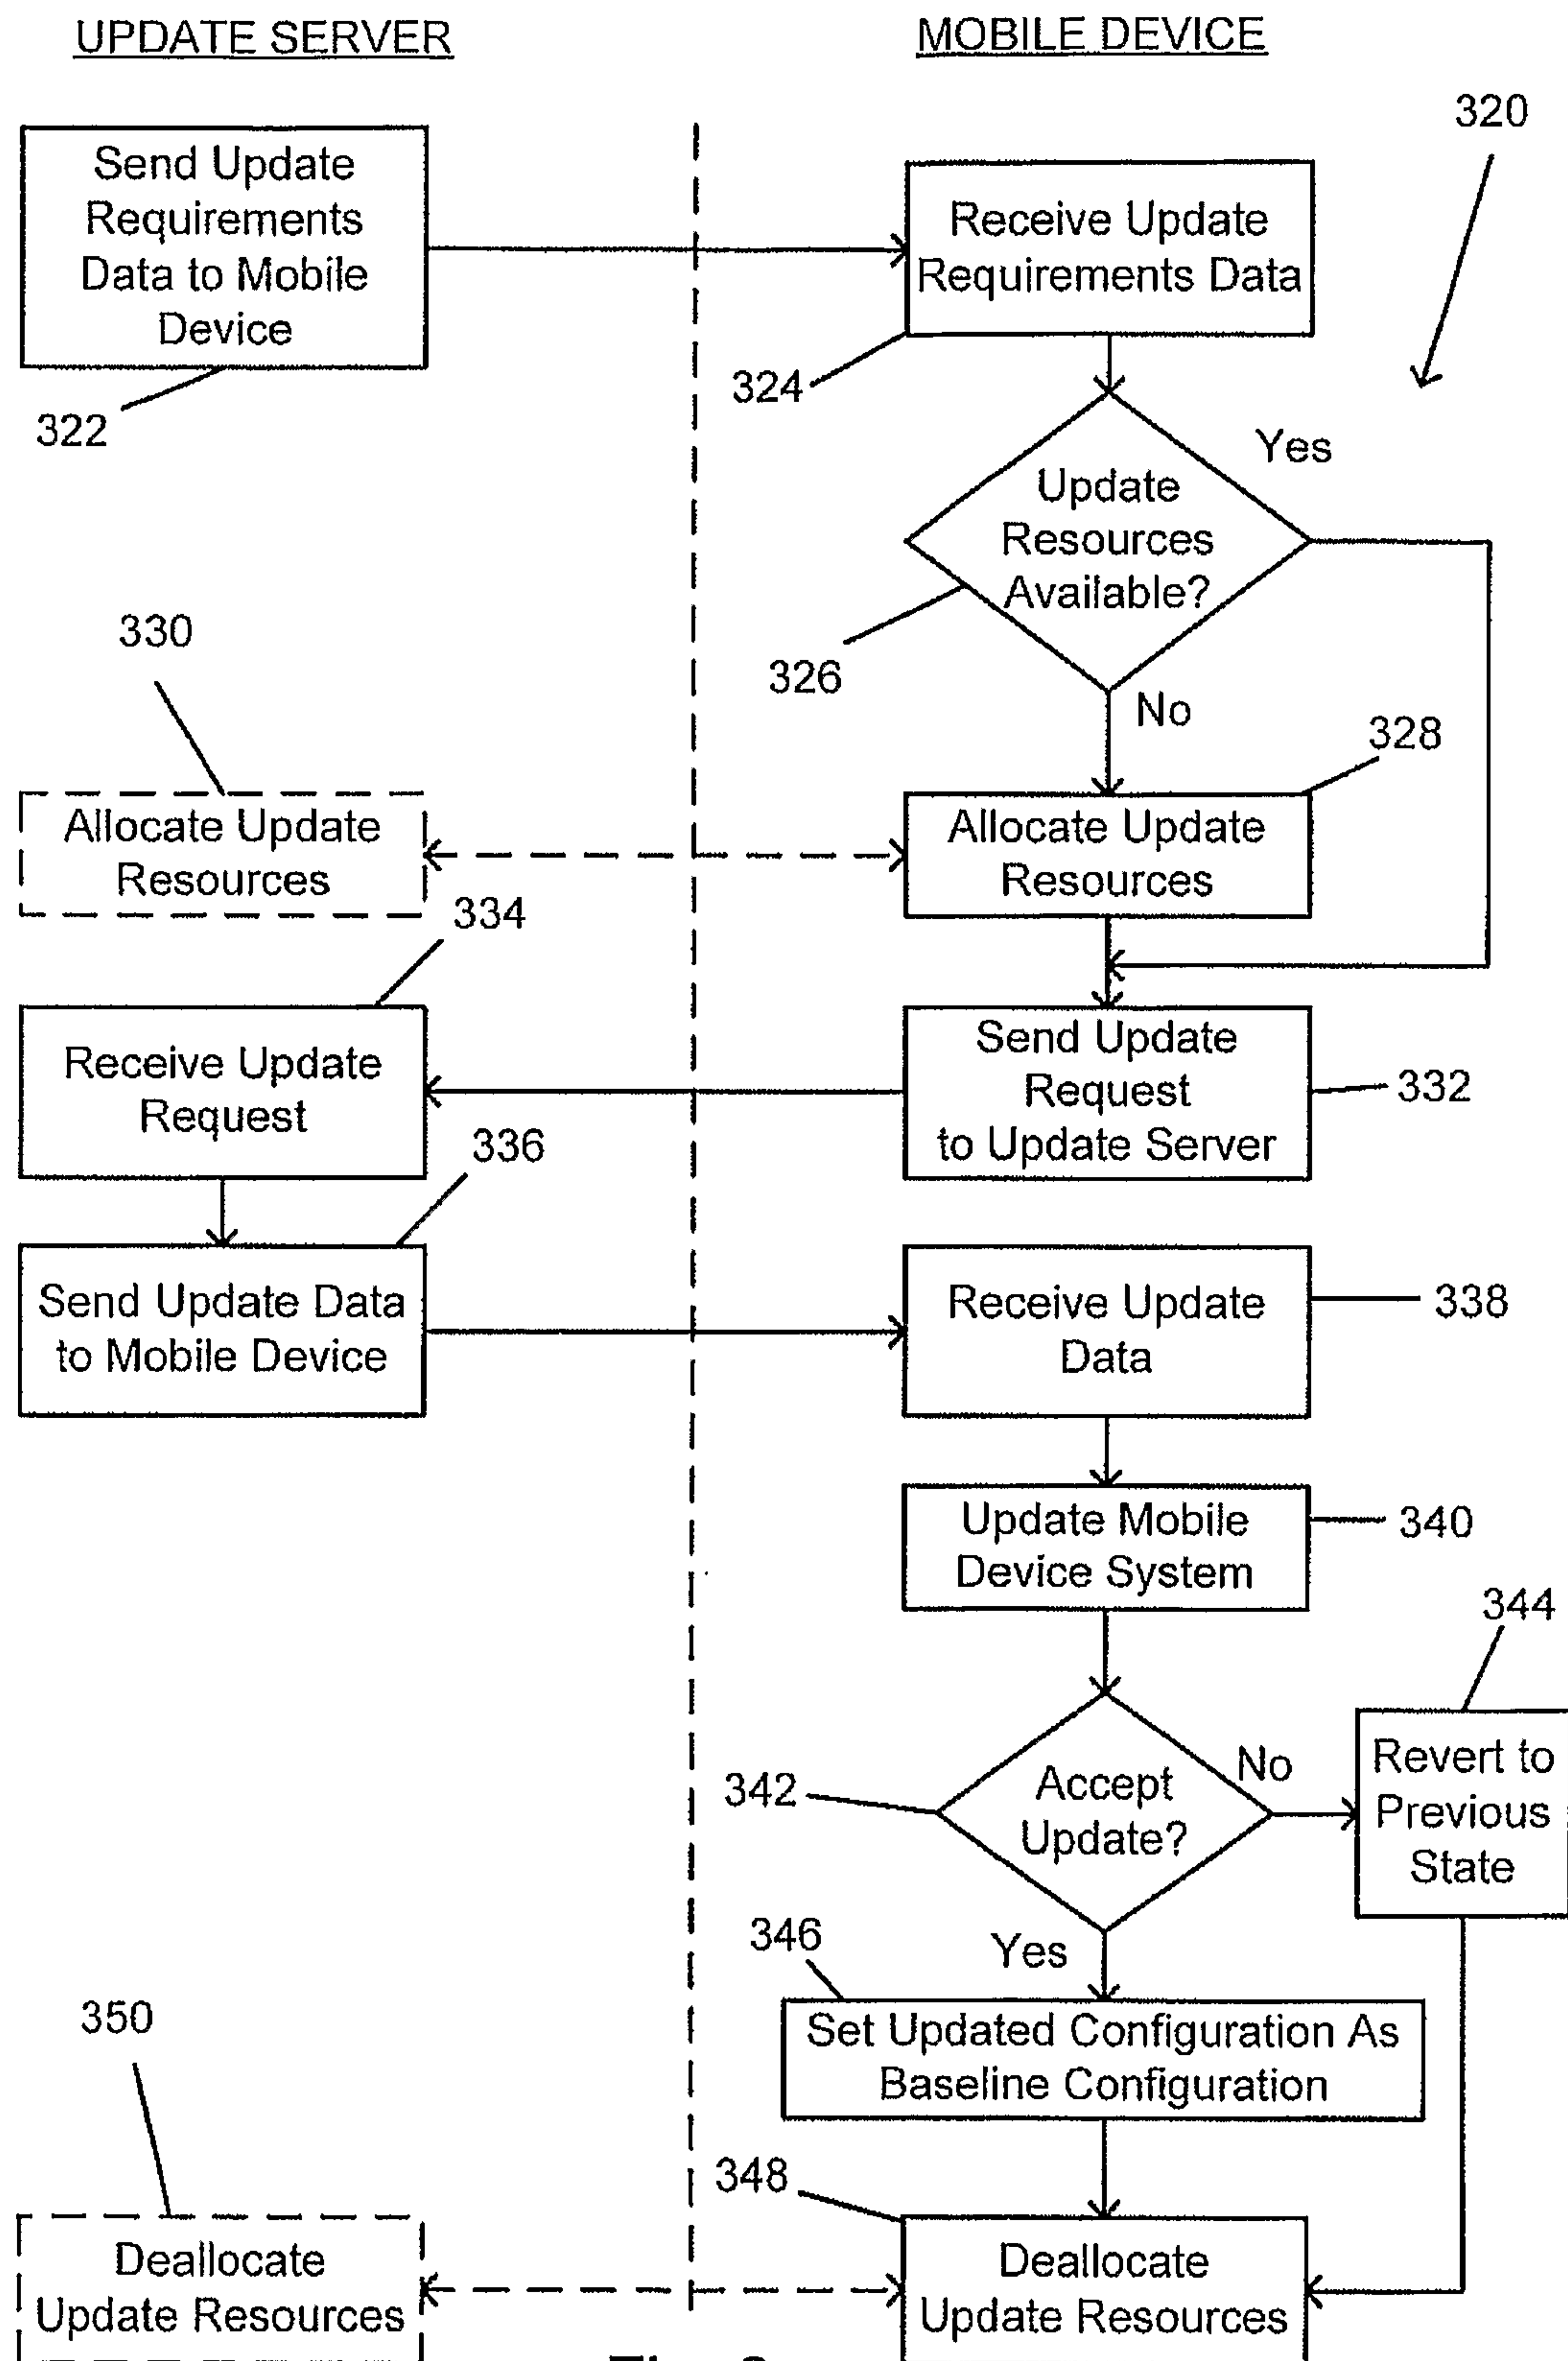 UPDATE SERVER
MOBILE DEVICE
320
Send Update
Requirements
Data to Mobile
Device
322
Receive Update
Requirements Data
324
Yes
Update
Resources
Available?
326
No
330
328
Allocate Update
Resources
Allocate Update
Resources
334
Receive Update
Request
Send Update
Request
to Update Server
332
336
Send Update Data
to Mobile Device
Receive Update
Data
338
Update Mobile
Device System
340
344
342
Accept
Update?
No
Revert to
Previous
State
346
Yes
Set Updated Configuration As
Baseline Configuration
350
348
Deallocate
Update Resources
Deallocate
Update Resources